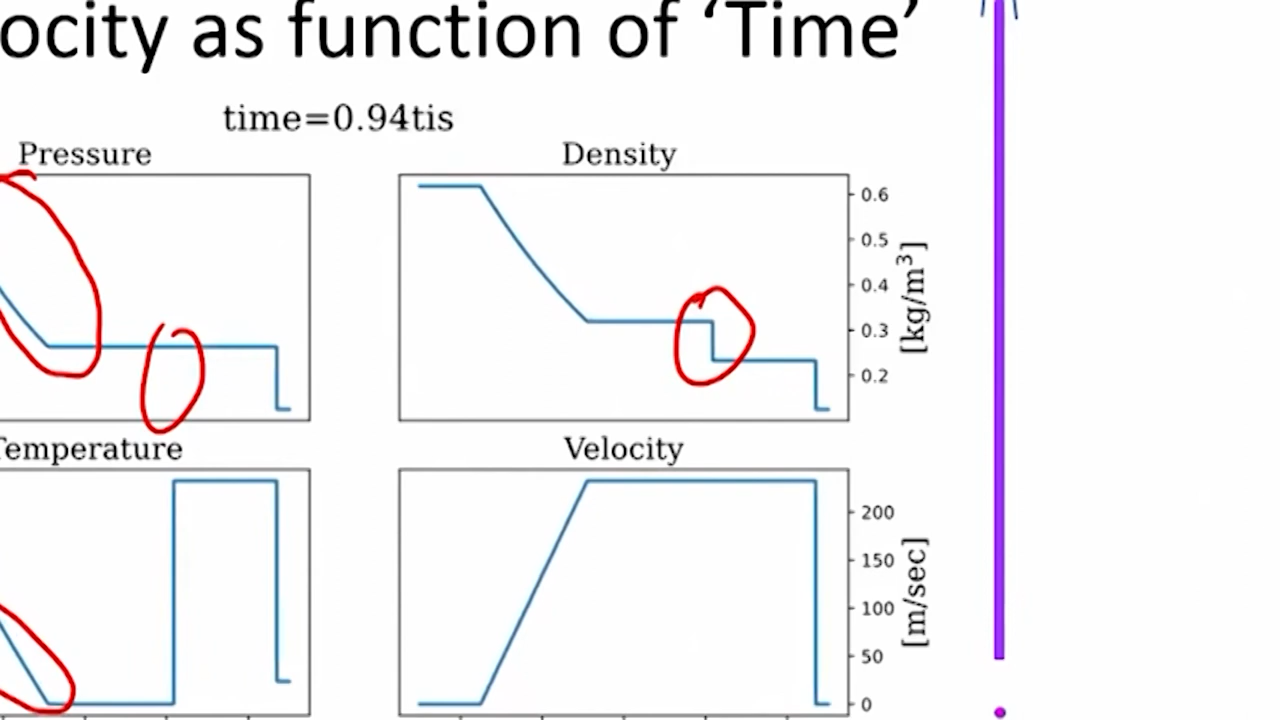 ocity as function of ‘Time’
time=0.94tis
Pressure
Density
0.6
0.5
0.4
0.3
0.2
[kg/m³]
Temperature
Velocity
200
150
100
50
0
[m/sec]